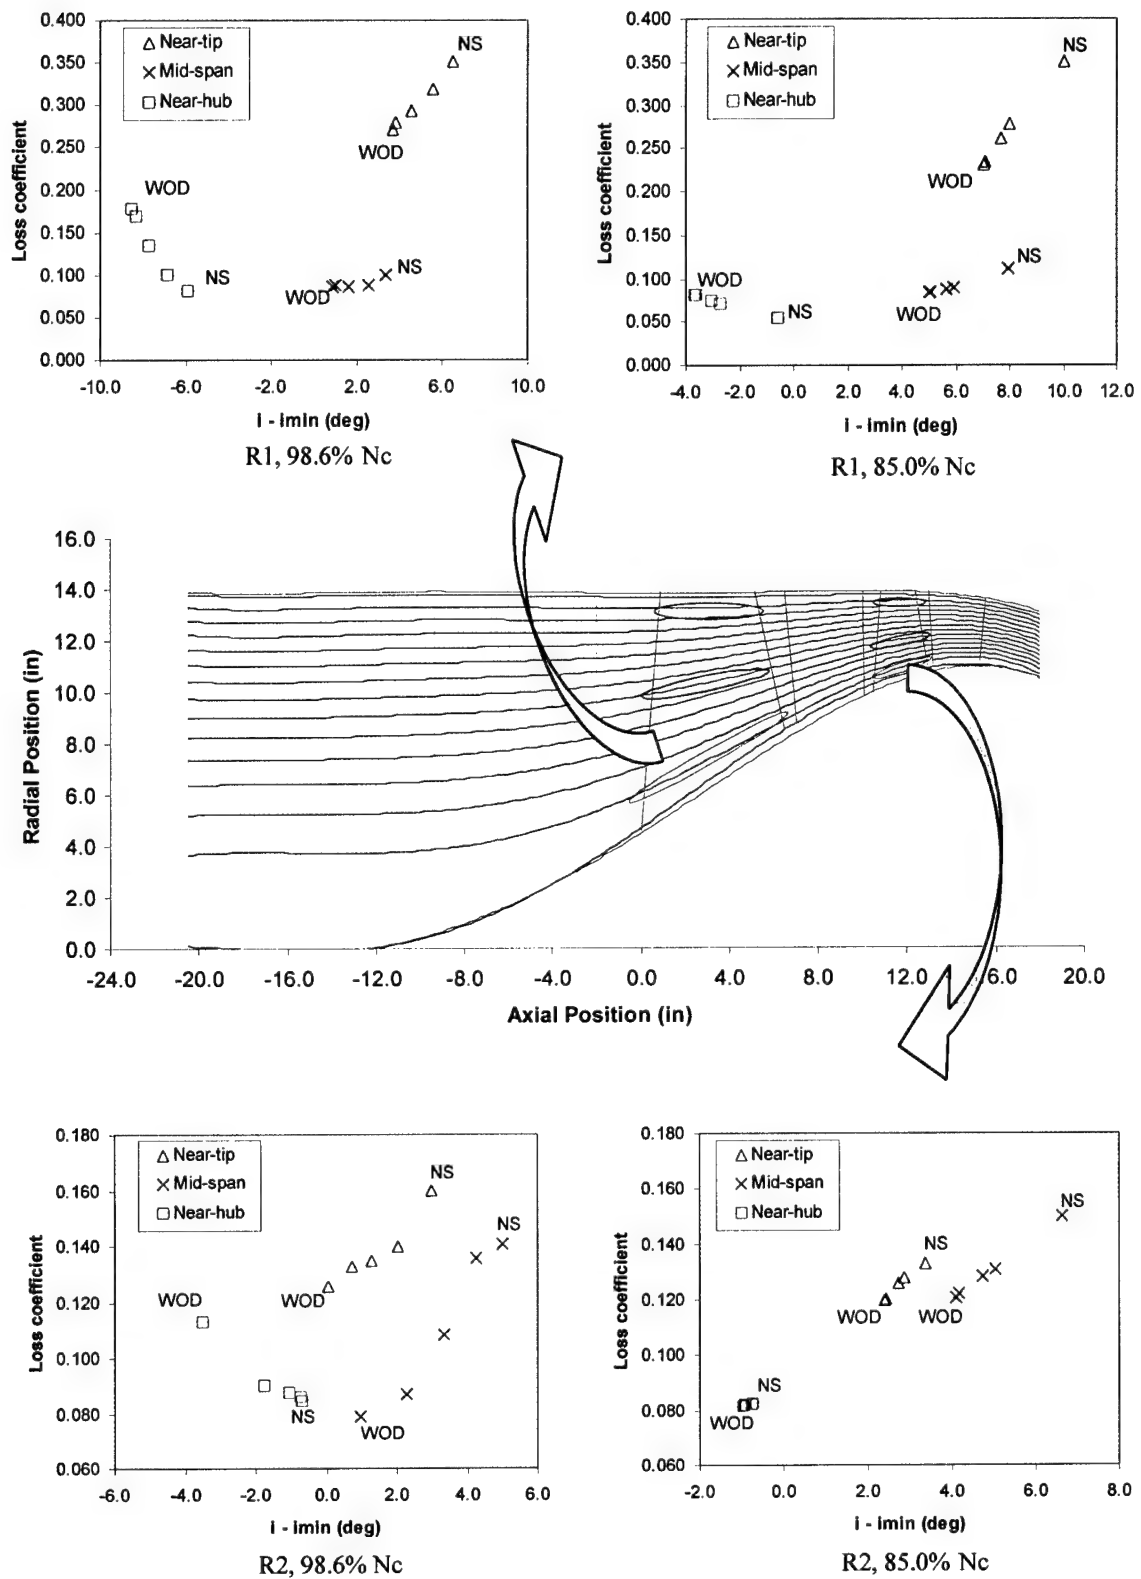 0.400
0.350
0.300
0.250
0.200
0.150
0.100
0.050
0.000
Loss coefficient
Near-tip
Mid-span
Near-hub
NS
WOD
WOD
NS
NS
WOD
-10.0 -6.0 -2.0 2.0 6.0 10.0
i - imin (deg)
R1, 98.6% Nc
0.400
0.350
0.300
0.250
0.200
0.150
0.100
0.050
0.000
Loss coefficient
Near-tip
Mid-span
Near-hub
NS
WOD
NS
WOD
NS
WOD
-4.0 -2.0 0.0 2.0 4.0 6.0 8.0 10.0 12.0
i - imin (deg)
R1, 85.0% Nc
16.0
14.0
12.0
10.0
8.0
6.0
4.0
2.0
0.0
Radial Position (in)
-24.0 -20.0 -16.0 -12.0 -8.0 -4.0 0.0 4.0 8.0 12.0 16.0 20.0
Axial Position (in)
0.180
0.160
0.140
0.120
0.100
0.080
0.060
Loss coefficient
Near-tip
Mid-span
Near-hub
NS
NS
WOD
WOD
NS
WOD
-6.0 -4.0 -2.0 0.0 2.0 4.0 6.0
i - imin (deg)
R2, 98.6% Nc
0.180
0.160
0.140
0.120
0.100
0.080
0.060
Loss coefficient
Near-tip
Mid-span
Near-hub
NS
NS
WOD
WOD
NS
WOD
-2.0 0.0 2.0 4.0 6.0 8.0
i - imin (deg)
R2, 85.0% Nc